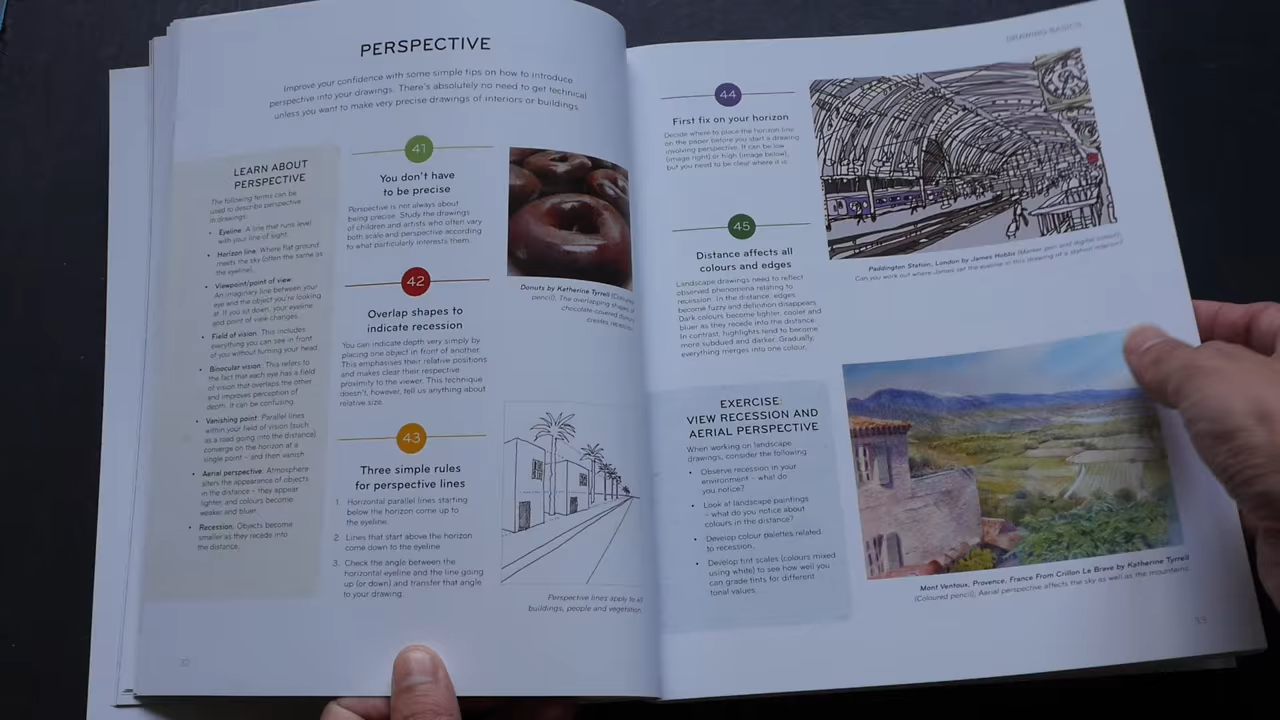 PERSPECTIVE
Improve your confidence with some simple tips on how to introduce
perspective into your drawings. There's absolutely no need to get technical
unless you want to make very precise drawings of interiors or buildings.
LEARN ABOUT
PERSPECTIVE
The following terms can be
used to describe perspective
in drawings:
• Eyeline: A line that runs level
with your line of sight.
• Horizon line: Where flat ground
meets the sky (often the same as
the eyeline).
• Viewpoint/point of view:
An imaginary line between your
eye and the object you're looking
at. If you sit down, your eyeline
and point of view changes.
• Field of vision: This includes
everything you can see in front
of you without turning your head.
• Binocular vision: This refers to
the fact that each eye has a field
of vision that overlaps the other
and improves perception of
depth. It can be confusing.
• Vanishing point: Parallel lines
within your field of vision (such
as a road going into the distance)
converge on the horizon at a
single point – and then vanish.
• Aerial perspective: Atmosphere
alters the appearance of objects
in the distance – they appear
lighter, and colours become
weaker and bluer.
• Recession: Objects become
smaller as they recede into
the distance.
41
You don't have
to be precise
Perspective is not always about
being precise. Study the drawings
of children and artists who often vary
both scale and perspective according
to what particularly interests them.
42
Overlap shapes to
indicate recession
You can indicate depth very simply by
placing one object in front of another.
This emphasises their relative positions
and makes clear their respective
proximity to the viewer. This technique
doesn't, however, tell us anything about
relative size.
43
Three simple rules
for perspective lines
1. Horizontal parallel lines starting
below the horizon come up to
the eyeline.
2. Lines that start above the horizon
come down to the eyeline
3. Check the angle between the
horizontal eyeline and the line going
up (or down) and transfer that angle
to your drawing.
Donuts by Katherine Tyrrell (Coloured
pencil). The overlapping shapes of
chocolate-covered donuts
creates recession.
Perspective lines apply to all
buildings, people and vegetation.
32
DRAWING BASICS
44
First fix on your horizon
Decide where to place the horizon line
on the paper before you start a drawing
involving perspective. It can be low
(image right) or high (image below),
but you need to be clear where it is.
45
Distance affects all
colours and edges
Landscape drawings need to reflect
observed phenomena relating to
recession. In the distance, edges
become fuzzy and definition disappears.
Dark colours become lighter, cooler and
bluer as they recede into the distance.
In contrast, highlights tend to become
more subdued and darker. Gradually,
everything merges into one colour.
EXERCISE:
VIEW RECESSION AND
AERIAL PERSPECTIVE
When working on landscape
drawings, consider the following:
• Observe recession in your
environment – what do
you notice?
• Look at landscape paintings
– what do you notice about
colours in the distance?
• Develop colour palettes related
to recession.
• Develop tint scales (colours mixed
using white) to see how well you
can grade tints for different
tonal values.
Paddington Station, London by James Hobbs (Marker pen and digital colour).
Can you work out where James set the eyeline in this drawing of a station interior?
Mont Ventoux, Provence, France From Crillon Le Brave by Katherine Tyrrell
(Coloured pencil); Aerial perspective affects the sky as well as the mountains.
33